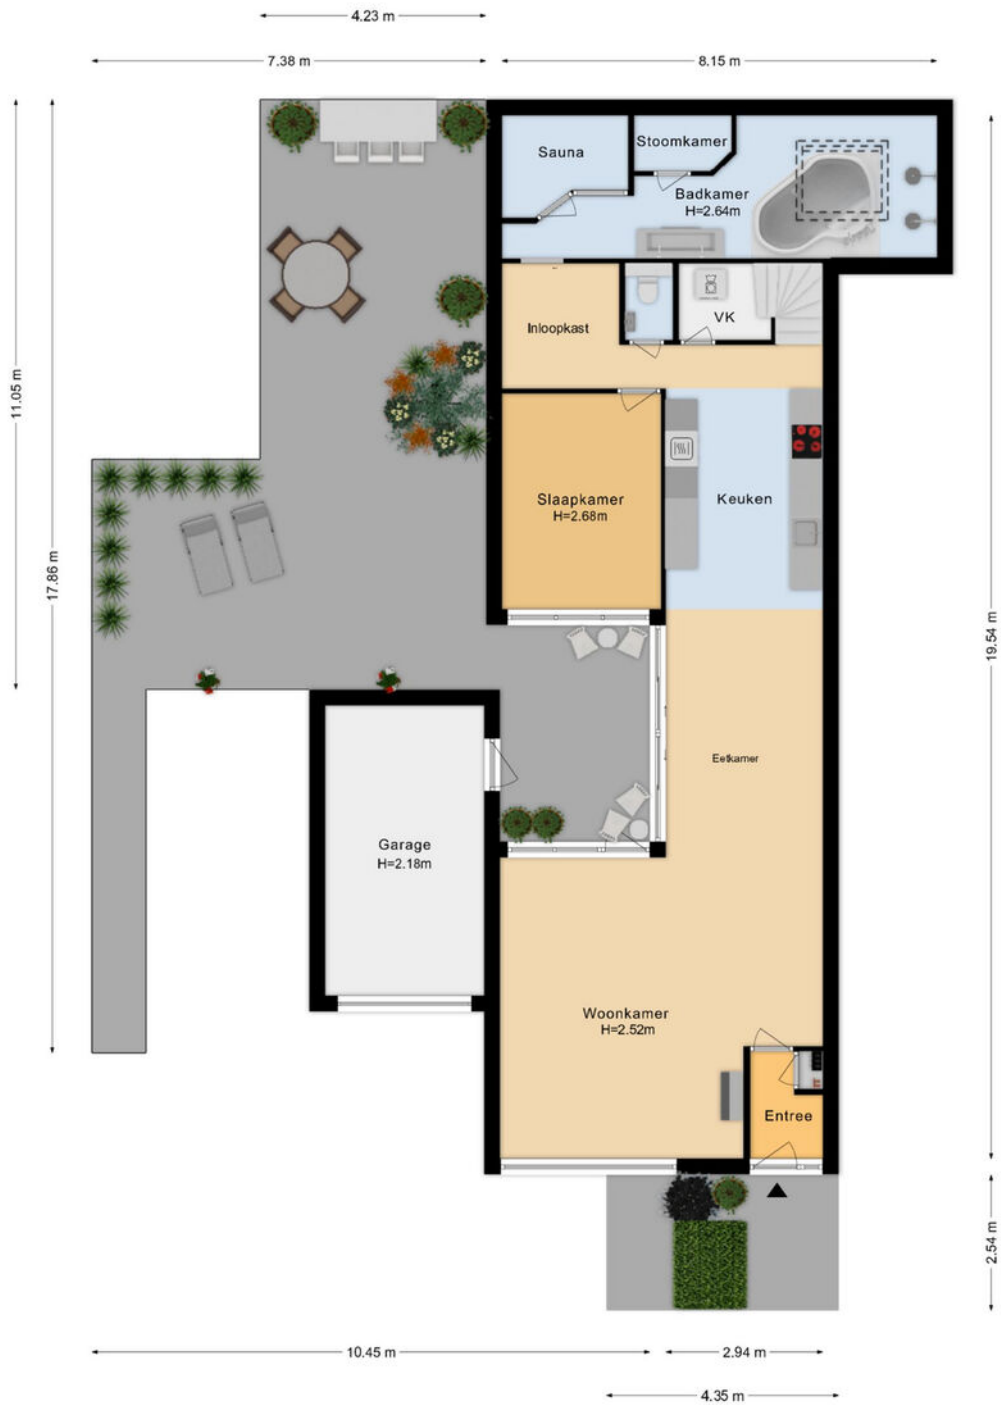 4.23 m
7.38 m
8.15 m
Sauna
Stoomkamer
Badkamer
H=2.64m
Inloopkast
VK
11.05 m
17.86 m
Slaapkamer
H=2.68m
Keuken
19.54 m
Eetkamer
Garage
H=2.18m
Woonkamer
H=2.52m
Entree
2.54 m
10.45 m
2.94 m
4.35 m